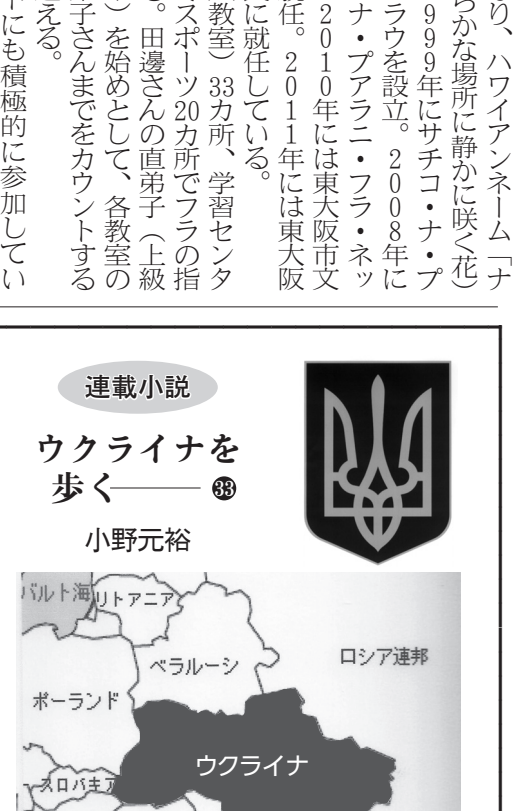 り、ハワイアンネーム「ナ
らかな場所に静かに咲く花）
999年にサチコ・ナ・プ
ラウを設立。2008年に
ナ・プアラニ・フラ・ネッ
2010年には東大阪市文
任。2011年には東大阪
に就任している。
教室）33カ所、学習センタ
スポーツ20カ所でフラの指
。田邊さんの直弟子（上級
）を始めとして、各教室の
子さんまでをカウントする
える。
にも積極的に参加してい
連載小説
ウクライナを
歩く―― ㉝
小野元裕
バルト海
リトアニア
ベラルーシ
ロシア連邦
ポーランド
ウクライナ
スロバキア